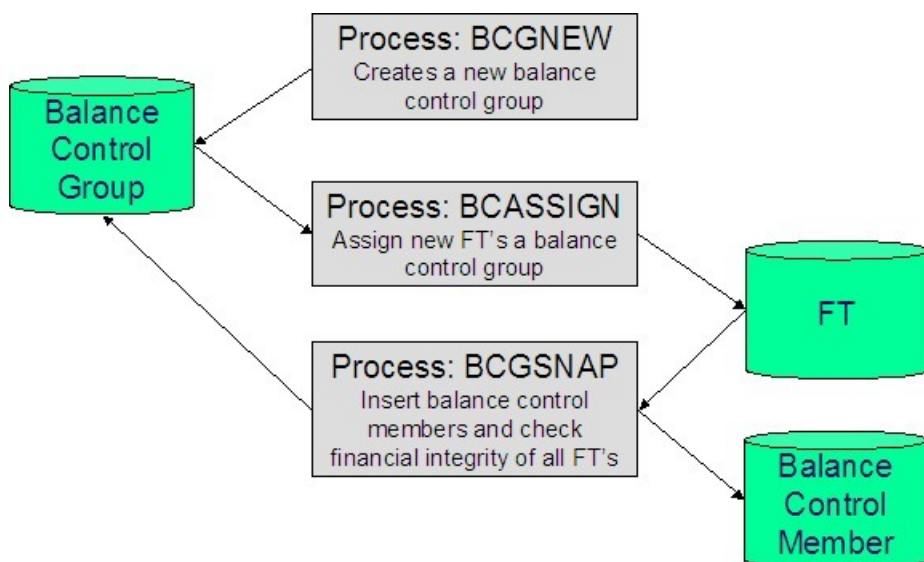 Process: BCGNEW
Creates a new balance
control group
Balance
Control
Group
Process: BCASSIGN
Assign new FT's a balance
control group
FT
Process: BCGSNAP
Insert balance control
members and check
financial integrity of all FT's
Balance
Control
Member